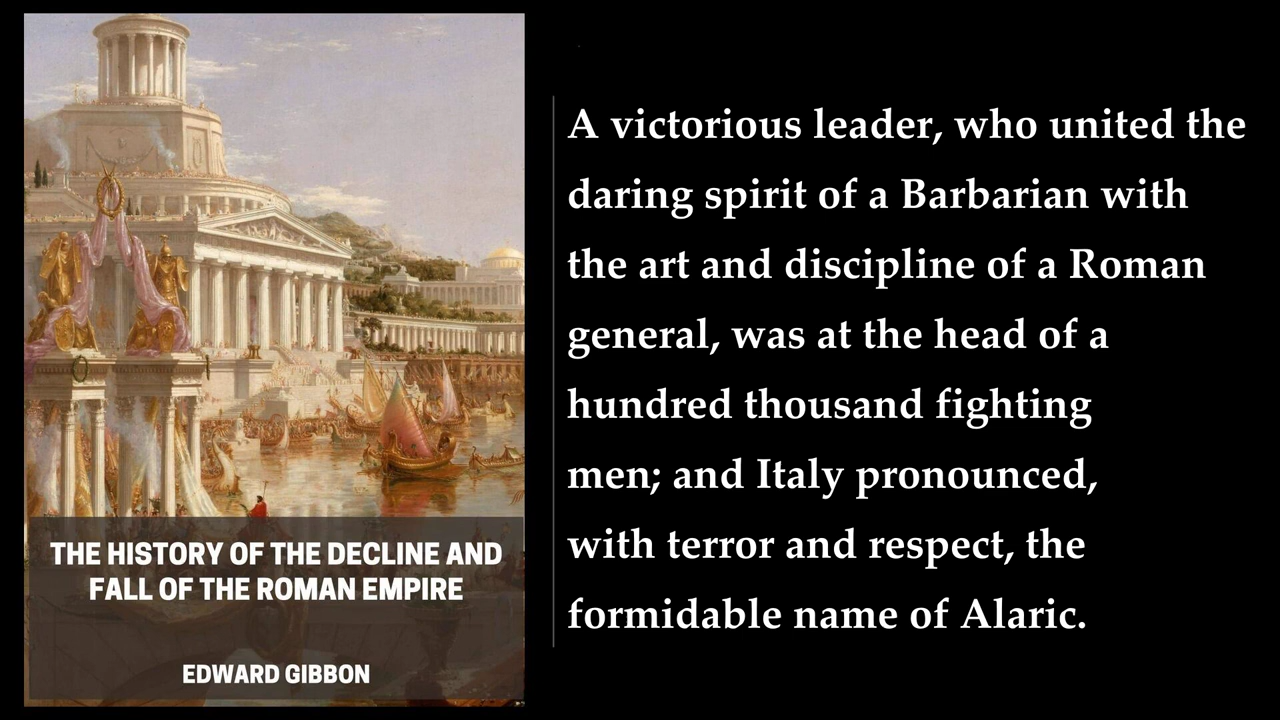 THE HISTORY OF THE DECLINE AND
FALL OF THE ROMAN EMPIRE
EDWARD GIBBON
A victorious leader, who united the
daring spirit of a Barbarian with
the art and discipline of a Roman
general, was at the head of a
hundred thousand fighting
men; and Italy pronounced,
with terror and respect, the
formidable name of Alaric.